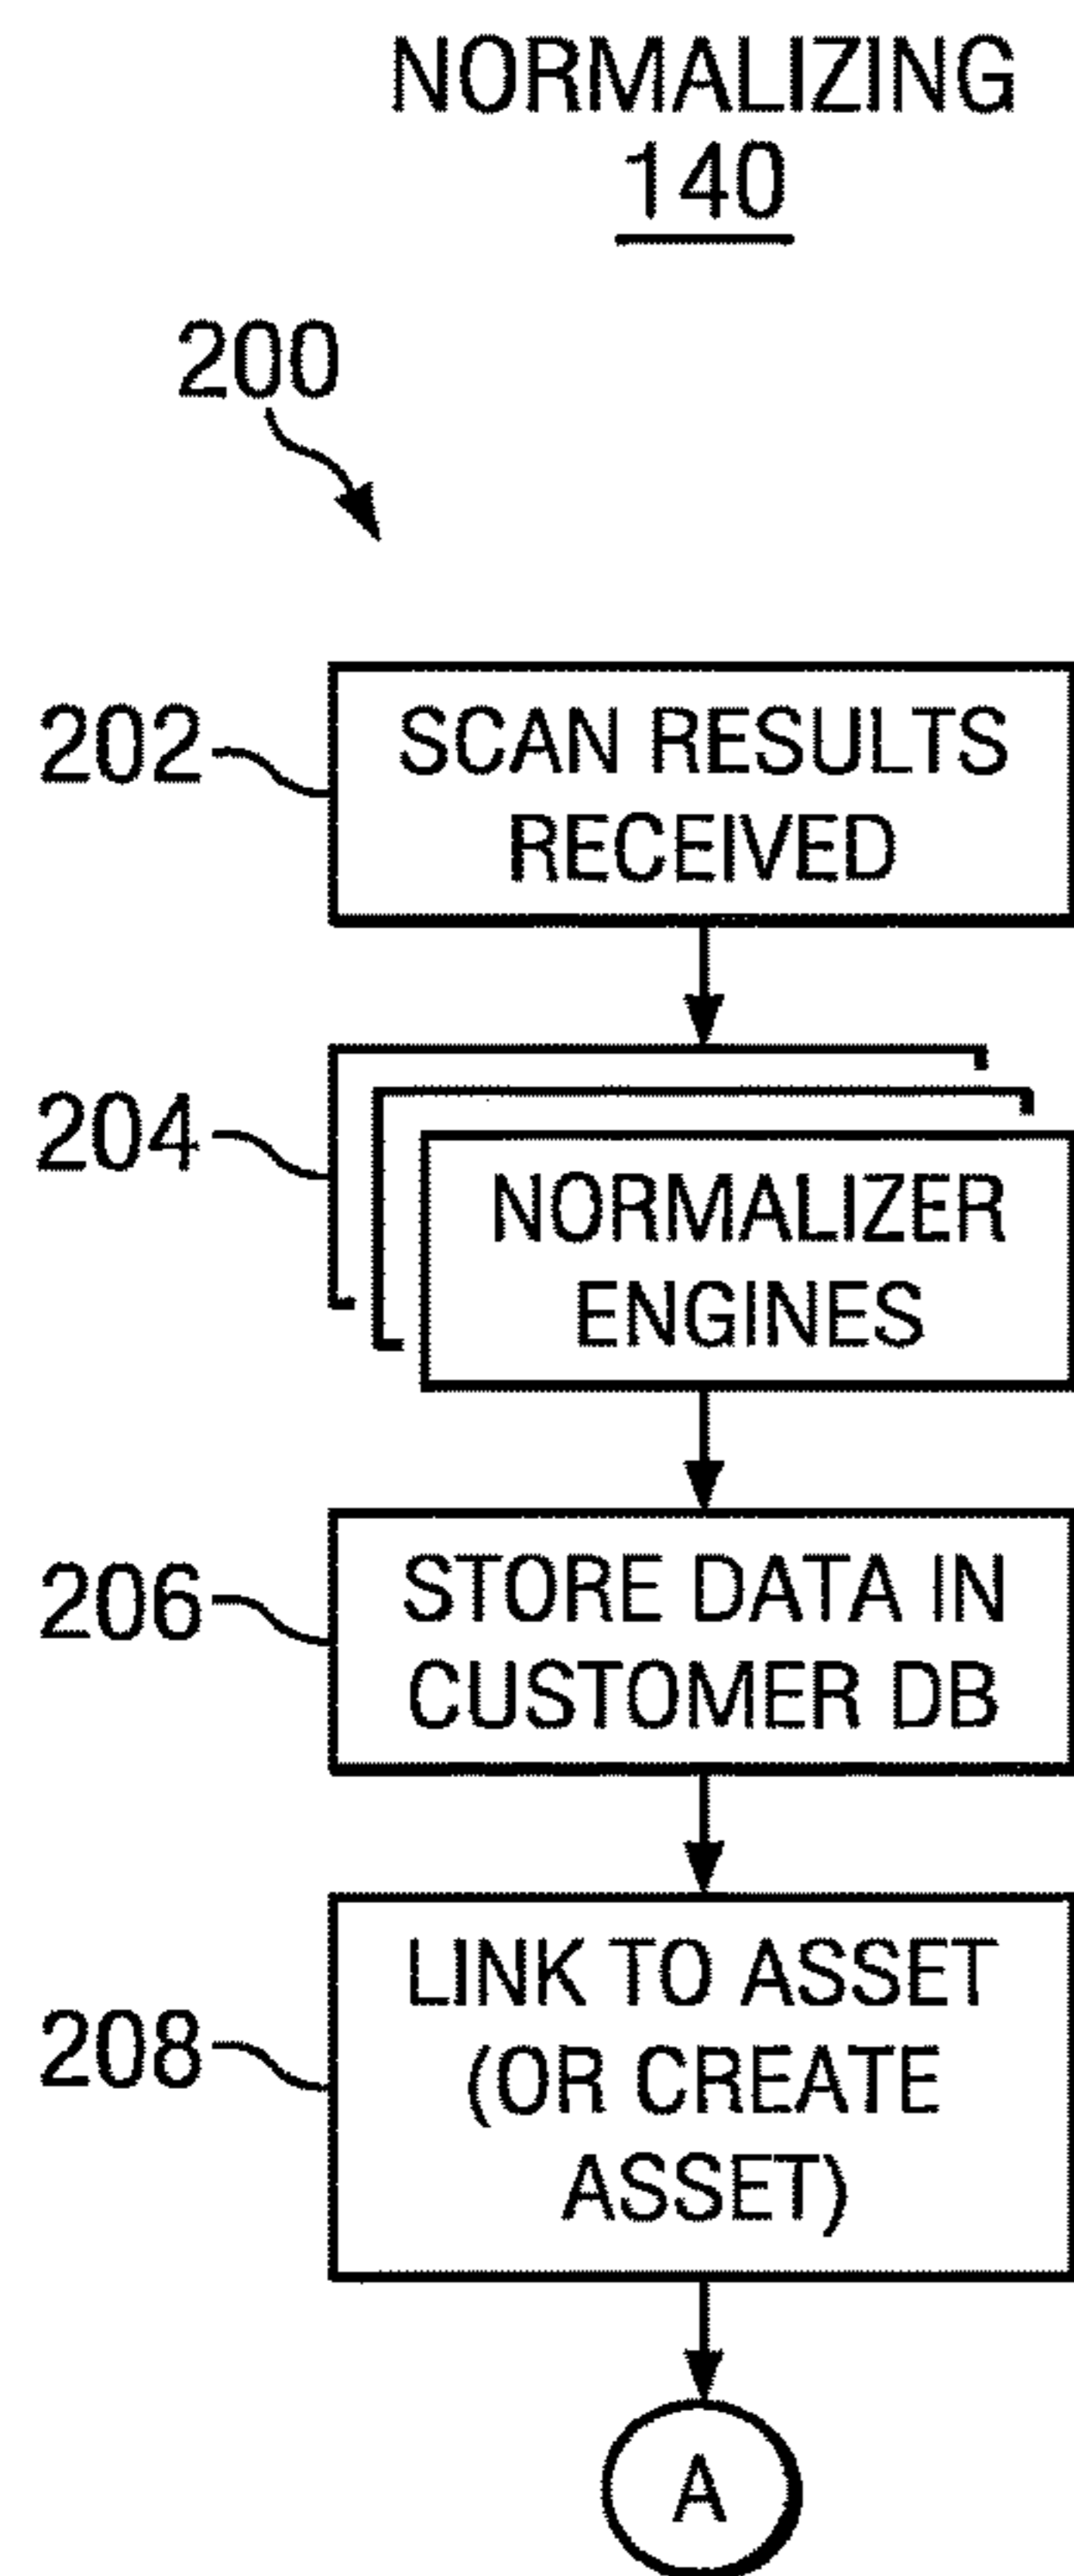 NORMALIZING
140
200
202
SCAN RESULTS
RECEIVED
204
NORMALIZER
ENGINES
206
STORE DATA IN
CUSTOMER DB
208
LINK TO ASSET
(OR CREATE
ASSET)
A